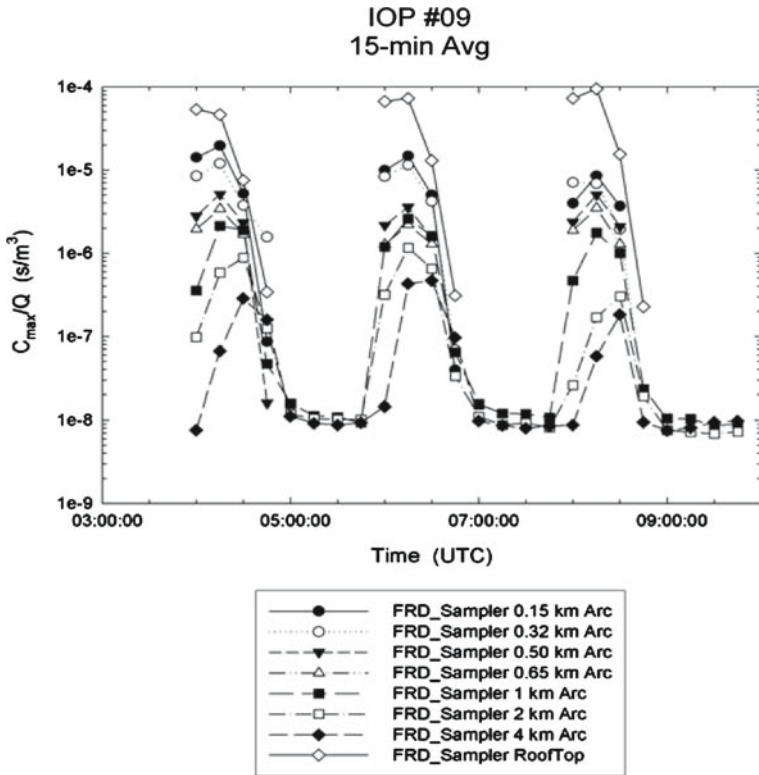 IOP #09
15-min Avg
C_max/Q (s/m³)
1e-4
1e-5
1e-6
1e-7
1e-8
1e-9
03:00:00 05:00:00 07:00:00 09:00:00
Time (UTC)
FRD_Sampler 0.15 km Arc
FRD_Sampler 0.32 km Arc
FRD_Sampler 0.50 km Arc
FRD_Sampler 0.65 km Arc
FRD_Sampler 1 km Arc
FRD_Sampler 2 km Arc
FRD_Sampler 4 km Arc
FRD_Sampler RoofTop